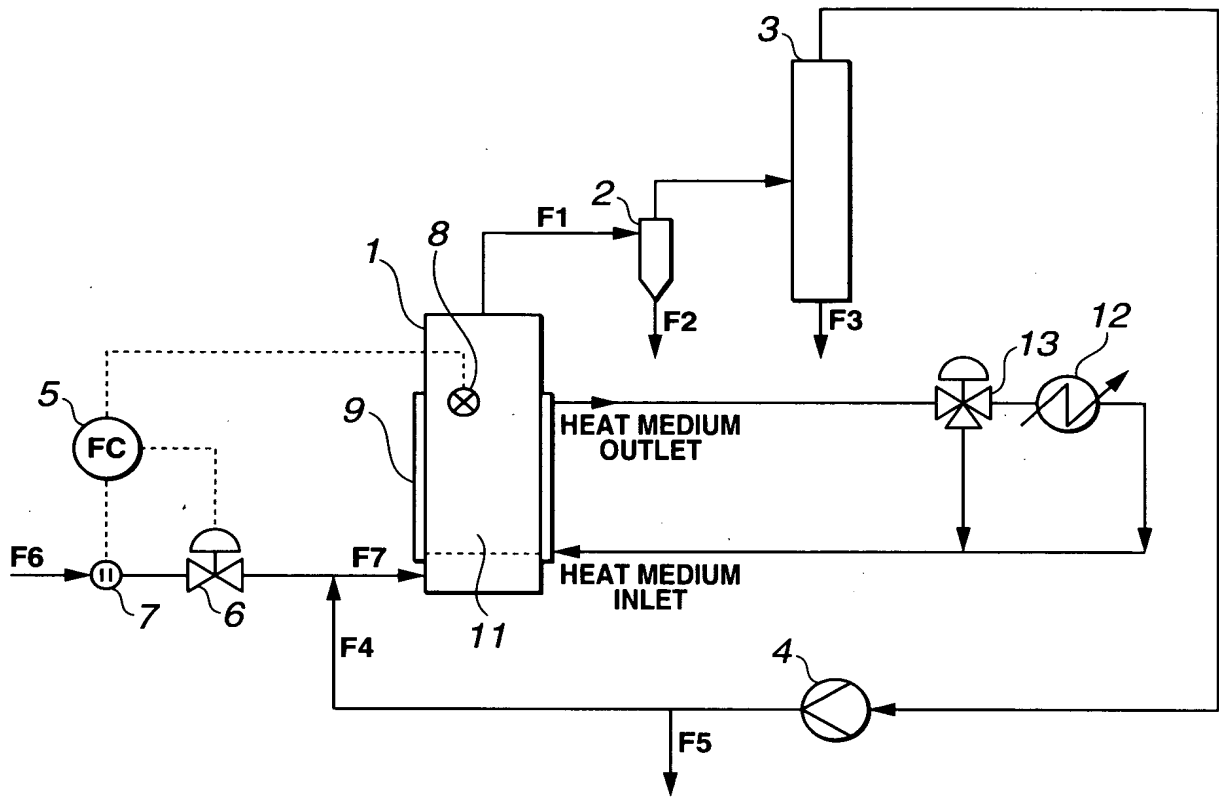 3
2
F1
8
1
F2
F3
12
13
5
9
FC
HEAT MEDIUM
OUTLET
F6
F7
HEAT MEDIUM
INLET
7
6
11
F4
4
F5